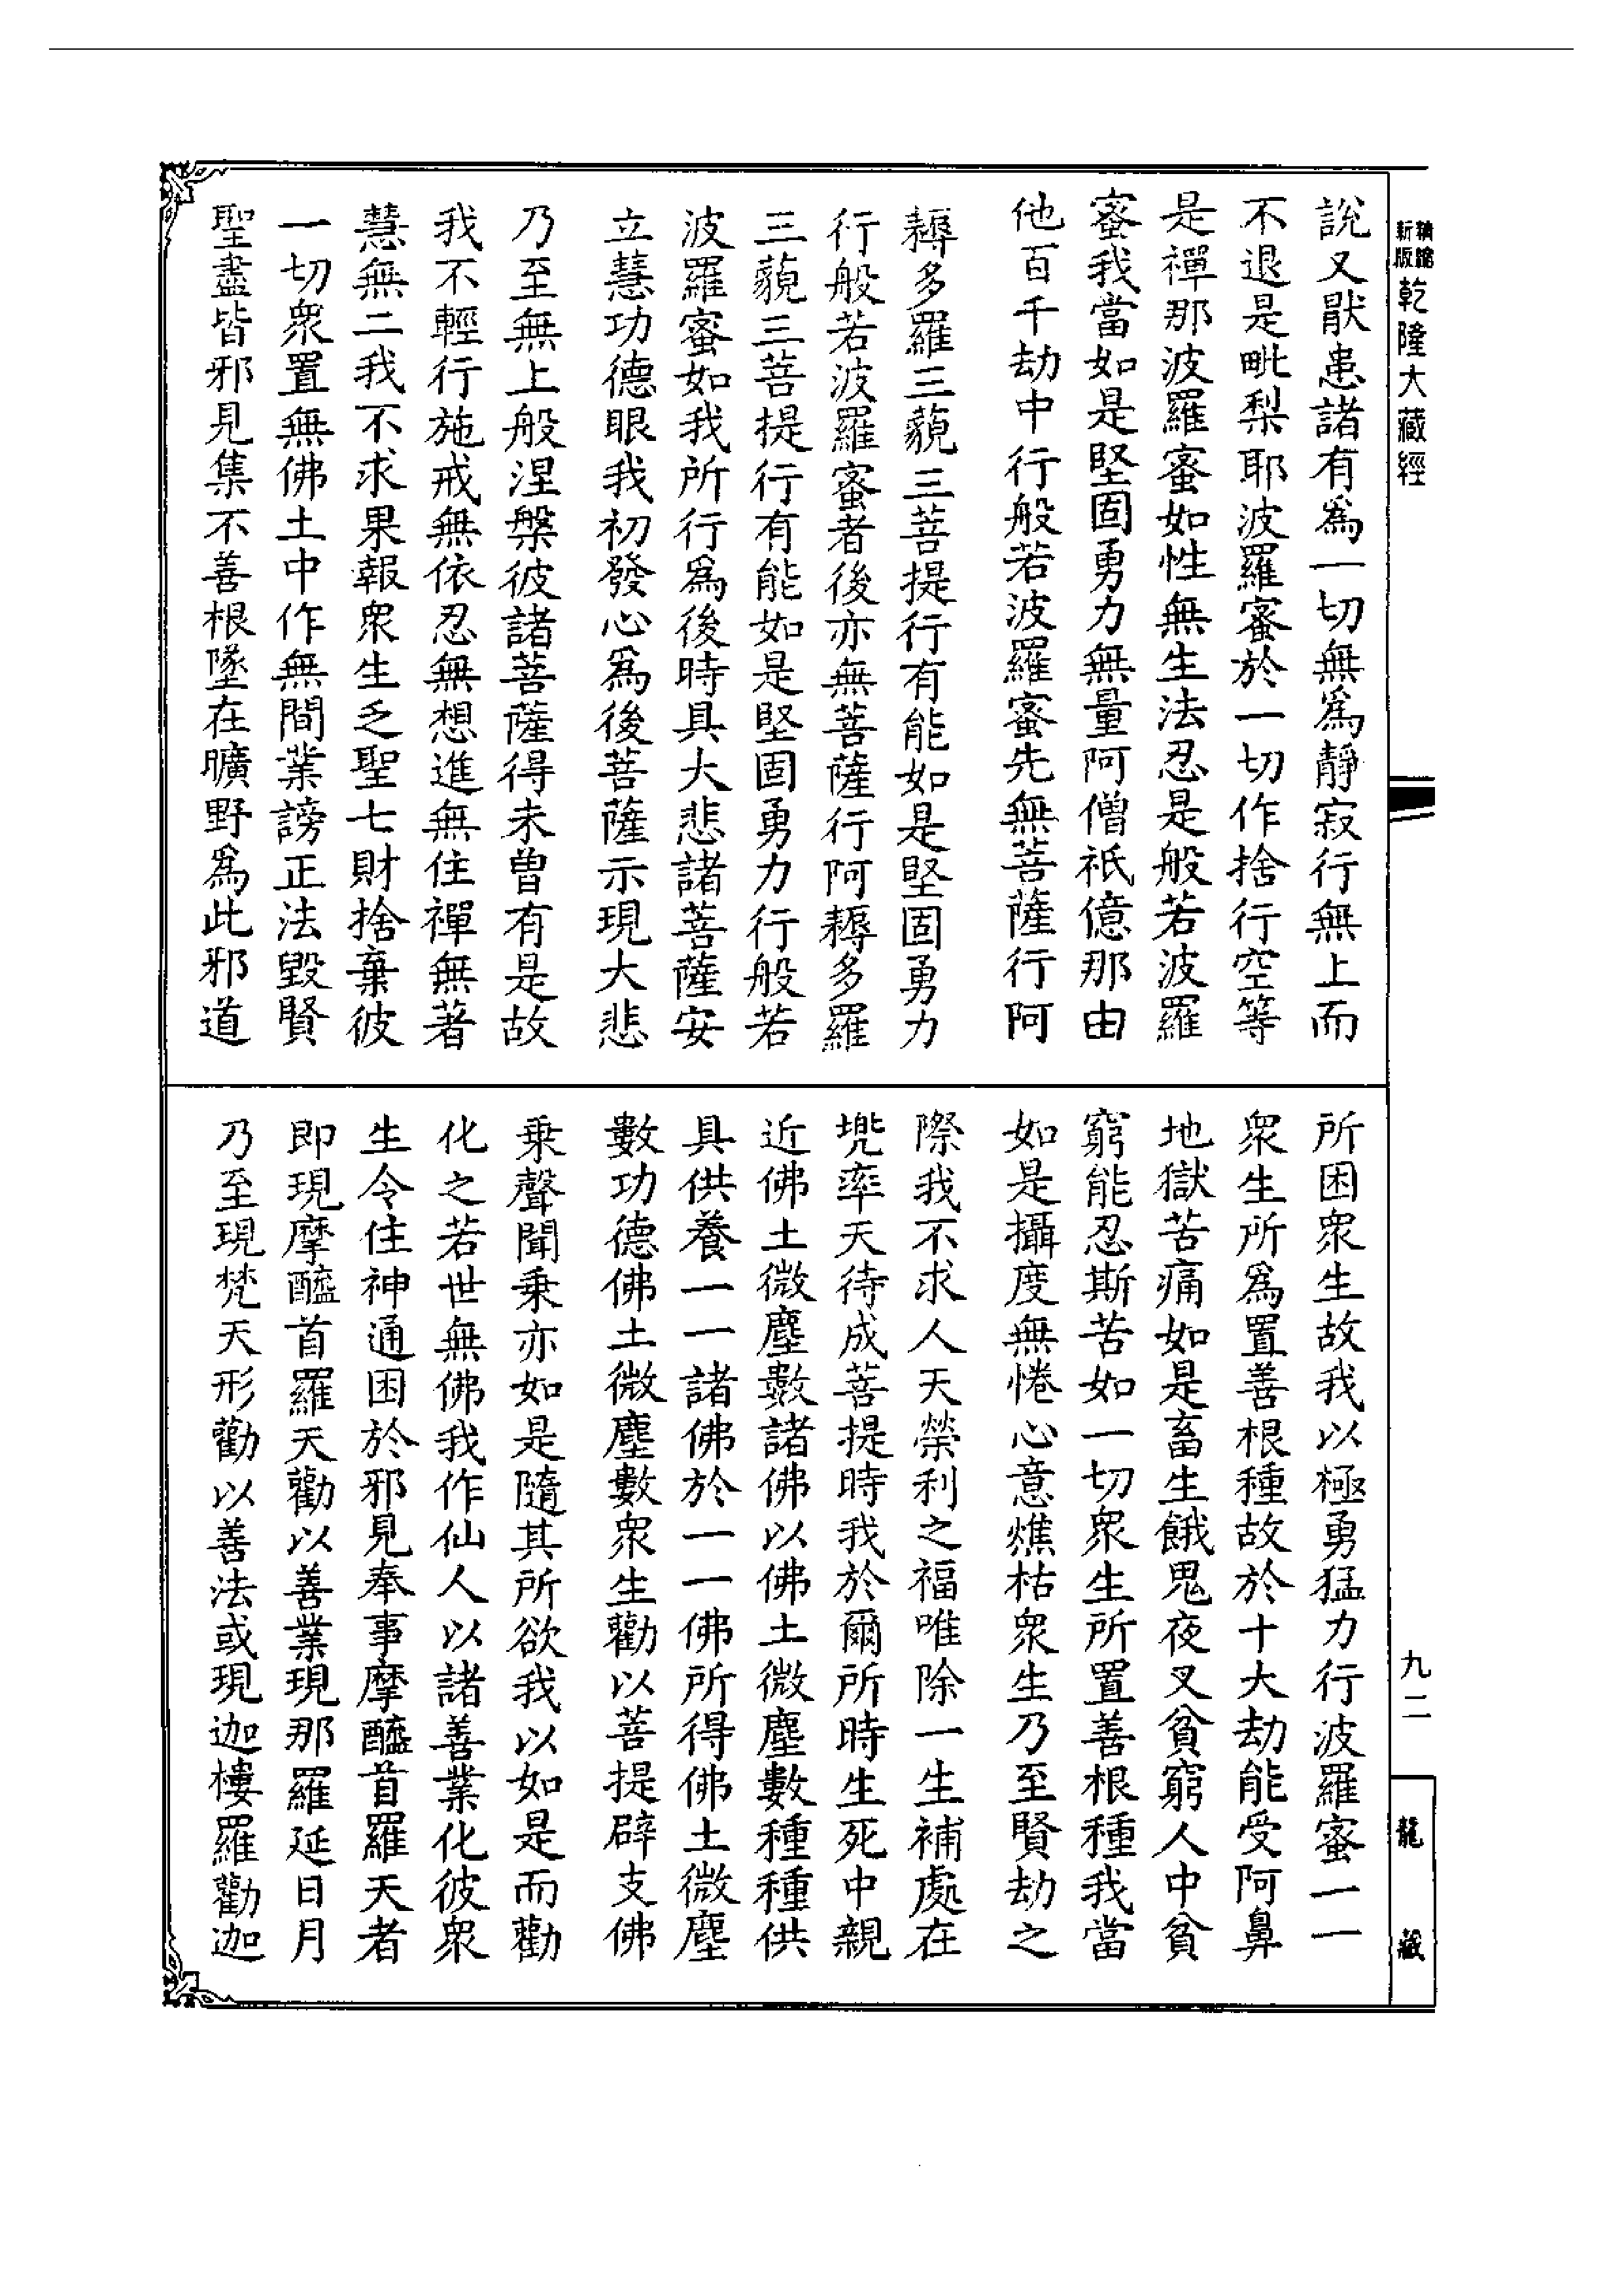 新版
精縮
乾隆大藏經
九二
龍藏
說又猒患諸有爲一切無爲靜寂行無上而
不退是毗梨耶波羅蜜於一切作捨行空等
是禪那波羅蜜如性無生法忍是般若波羅
蜜我當如是堅固勇力無量阿僧祇億那由
他百千劫中行般若波羅蜜先無菩薩行阿
耨多羅三藐三菩提行有能如是堅固勇力
行般若波羅蜜者後亦無菩薩行阿耨多羅
三藐三菩提行有能如是堅固勇力行般若
波羅蜜如我所行爲後時具大悲諸菩薩安
立慧功德眼我初發心爲後菩薩示現大悲
乃至無上般涅槃彼諸菩薩得未曾有是故
我不輕行施戒無依忍無想進無住禪無著
慧無二我不求果報衆生乏聖七財捨棄彼
一切衆置無佛土中作無間業謗正法毀賢
聖盡皆邪見集不善根墜在曠野爲此邪道
所困衆生故我以極勇猛力行波羅蜜一一
衆生所爲置善根種故於十大劫能受阿鼻
地獄苦痛如是畜生餓鬼夜叉貧窮人中貧
窮能忍斯苦如一切衆生所置善根種我當
如是攝度無惓心意燋枯衆生乃至賢劫之
際我不求人天榮利之福唯除一生補處在
兠率天待成菩提時我於爾所時生死中親
近佛土微塵數諸佛以佛土微塵數種種供
具供養一一諸佛於一一佛所得佛土微塵
數功德佛土微塵數衆生勸以菩提辟支佛
乘聲聞乘亦如是隨其所欲我以如是而勸
化之若世無佛我作仙人以諸善業化彼衆
生令住神通困於邪見奉事摩醯首羅天者
即現摩醯首羅天勸以善業現那羅延日月
乃至現梵天形勸以善法或現迦樓羅勸迦